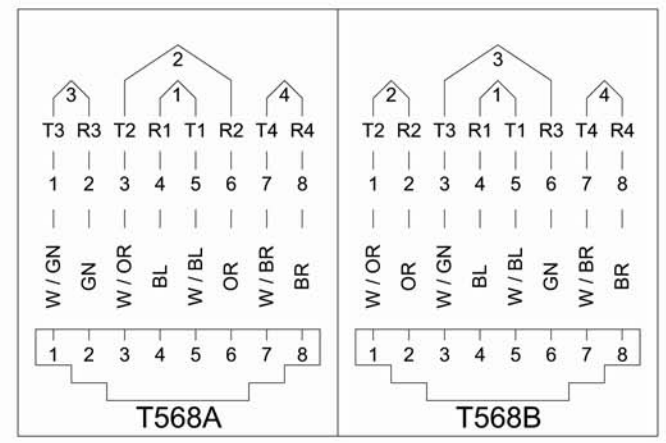 2
3
1
4
T3 R3 T2 R1 T1 R2 T4 R4
1 2 3 4 5 6 7 8
W / GN GN W / OR BL W / BL OR W / BR BR
1 2 3 4 5 6 7 8
T568A
3
2
1
4
T2 R2 T3 R1 T1 R3 T4 R4
1 2 3 4 5 6 7 8
W / OR OR W / GN BL W / BL GN W / BR BR
1 2 3 4 5 6 7 8
T568B